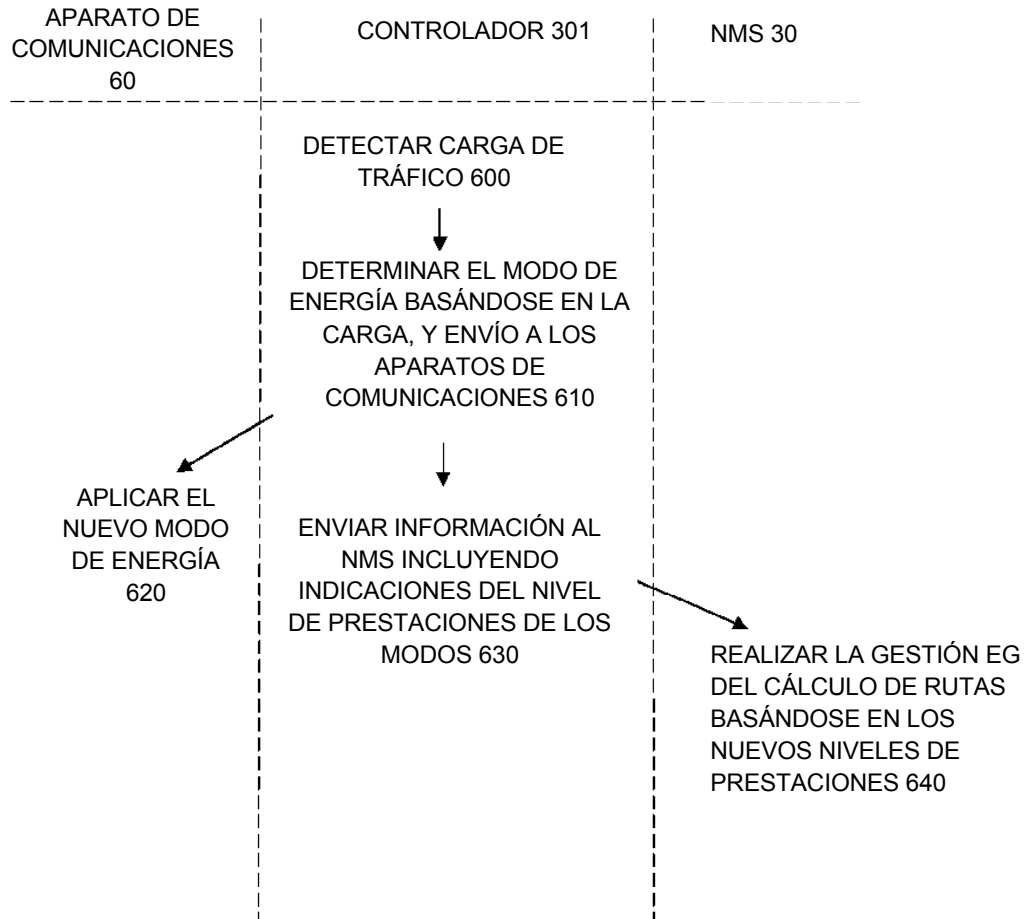 APARATO DE
COMUNICACIONES
60
CONTROLADOR 301
NMS 30
DETECTAR CARGA DE
TRÁFICO 600
DETERMINAR EL MODO DE
ENERGÍA BASÁNDOSE EN LA
CARGA, Y ENVÍO A LOS
APARATOS DE
COMUNICACIONES 610
APLICAR EL
NUEVO MODO
DE ENERGÍA
620
ENVIAR INFORMACIÓN AL
NMS INCLUYENDO
INDICACIONES DEL NIVEL
DE PRESTACIONES DE LOS
MODOS 630
REALIZAR LA GESTIÓN EG
DEL CÁLCULO DE RUTAS
BASÁNDOSE EN LOS
NUEVOS NIVELES DE
PRESTACIONES 640